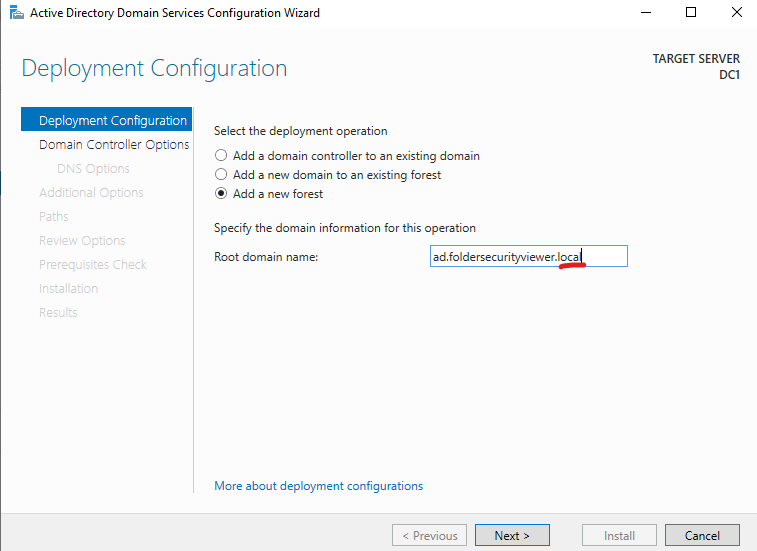 Active Directory Domain Services Configuration Wizard
Deployment Configuration
TARGET SERVER
DC1
Deployment Configuration
Domain Controller Options
DNS Options
Additional Options
Paths
Review Options
Prerequisites Check
Installation
Results
Select the deployment operation
Add a domain controller to an existing domain
Add a new domain to an existing forest
Add a new forest
Specify the domain information for this operation
Root domain name:
ad.foldersecurityviewer.local
More about deployment configurations
< Previous
Next >
Install
Cancel